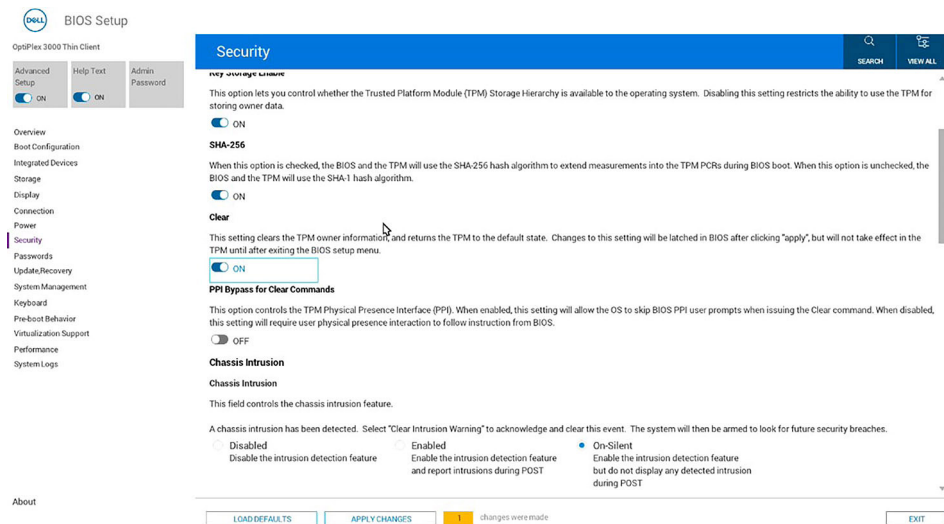 DELL
BIOS Setup
OptiPlex 3000 Thin Client
Advanced
Setup
ON
Help Text
ON
Admin
Password
Overview
Boot Configuration
Integrated Devices
Storage
Display
Connection
Power
Security
Passwords
Update,Recovery
System Management
Keyboard
Pre-boot Behavior
Virtualization Support
Performance
System Logs
About
Security
SEARCH
VIEW ALL
Key Storage Enable
This option lets you control whether the Trusted Platform Module (TPM) Storage Hierarchy is available to the operating system. Disabling this setting restricts the ability to use the TPM for
storing owner data.
ON
SHA-256
When this option is checked, the BIOS and the TPM will use the SHA-256 hash algorithm to extend measurements into the TPM PCRs during BIOS boot. When this option is unchecked, the
BIOS and the TPM will use the SHA-1 hash algorithm.
ON
Clear
This setting clears the TPM owner information, and returns the TPM to the default state. Changes to this setting will be latched in BIOS after clicking "apply", but will not take effect in the
TPM until after exiting the BIOS setup menu.
ON
PPI Bypass for Clear Commands
This option controls the TPM Physical Presence Interface (PPI). When enabled, this setting will allow the OS to skip BIOS PPI user prompts when issuing the Clear command. When disabled,
this setting will require user physical presence interaction to follow instruction from BIOS.
OFF
Chassis Intrusion
Chassis Intrusion
This field controls the chassis intrusion feature.
A chassis intrusion has been detected. Select "Clear Intrusion Warning" to acknowledge and clear this event. The system will then be armed to look for future security breaches.
Disabled
Disable the intrusion detection feature
Enabled
Enable the intrusion detection feature
and report intrusions during POST
On-Silent
Enable the intrusion detection feature
but do not display any detected intrusion
during POST
LOAD DEFAULTS
APPLY CHANGES
1
changes were made
EXIT